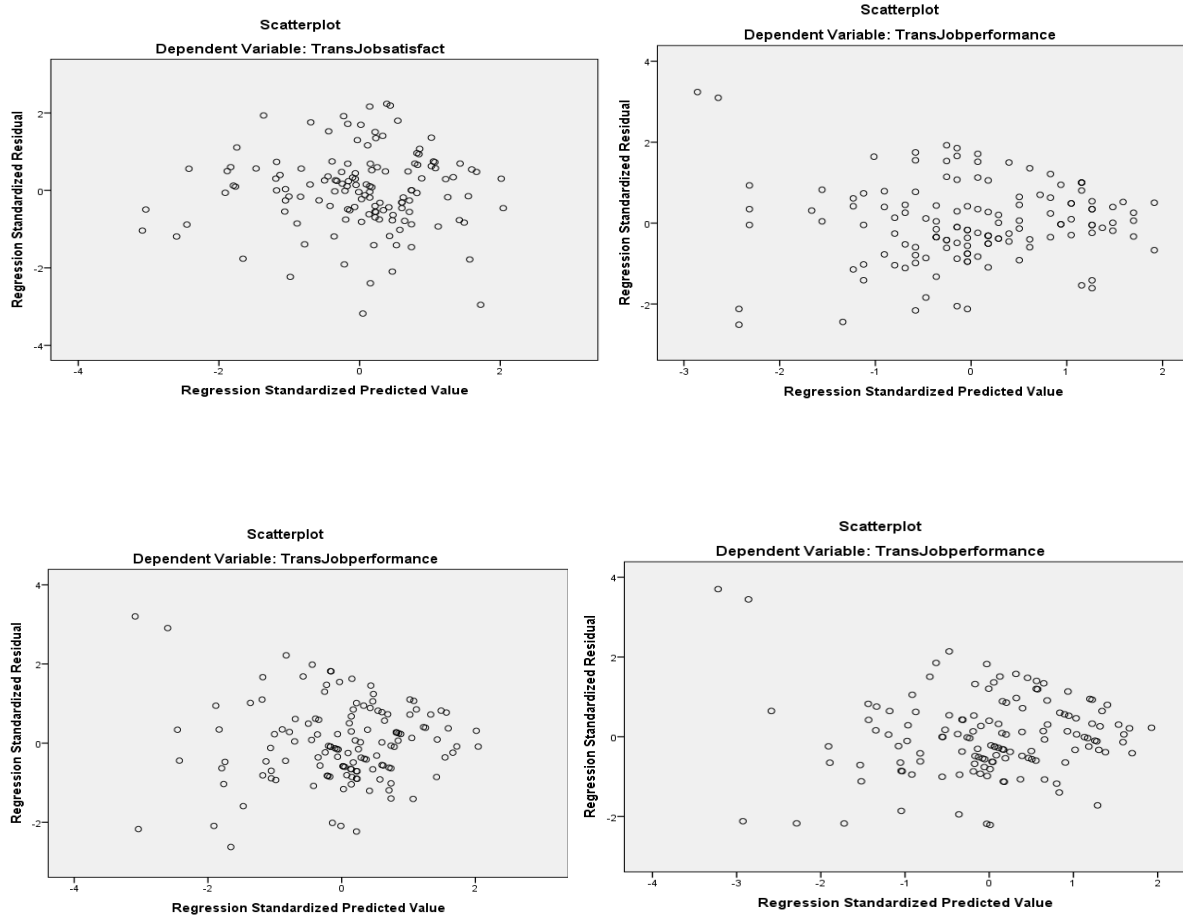 Scatterplot
Dependent Variable: TransJobsatisfact
Regression Standardized Residual
2
0
-2
-4
-4
-2
0
2
Regression Standardized Predicted Value
Scatterplot
Dependent Variable: TransJobperformance
Regression Standardized Residual
4
2
0
-2
-3
-2
-1
0
1
2
Regression Standardized Predicted Value
Scatterplot
Dependent Variable: TransJobperformance
Regression Standardized Residual
4
2
0
-2
-4
-2
0
2
Regression Standardized Predicted Value
Scatterplot
Dependent Variable: TransJobperformance
Regression Standardized Residual
4
2
0
-2
-4
-3
-2
-1
0
1
2
Regression Standardized Predicted Value